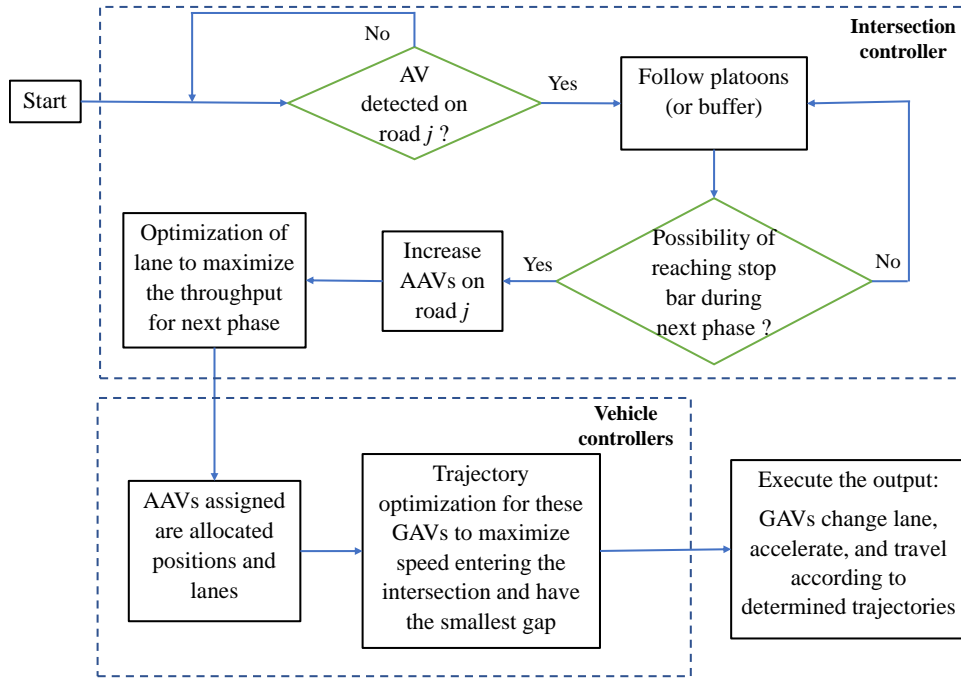 Intersection
controller
Start
No
AV
detected on
road j ?
Yes
Follow platoons
(or buffer)
Possibility of
reaching stop
bar during
next phase ?
No
Yes
Increase
AAVs on
road j
Optimization of
lane to maximize
the throughput
for next phase
Vehicle
controllers
AAVs assigned
are allocated
positions and
lanes
Trajectory
optimization for these
GAVs to maximize
speed entering the
intersection and have
the smallest gap
Execute the output:
GAVs change lane,
accelerate, and travel
according to
determined trajectories